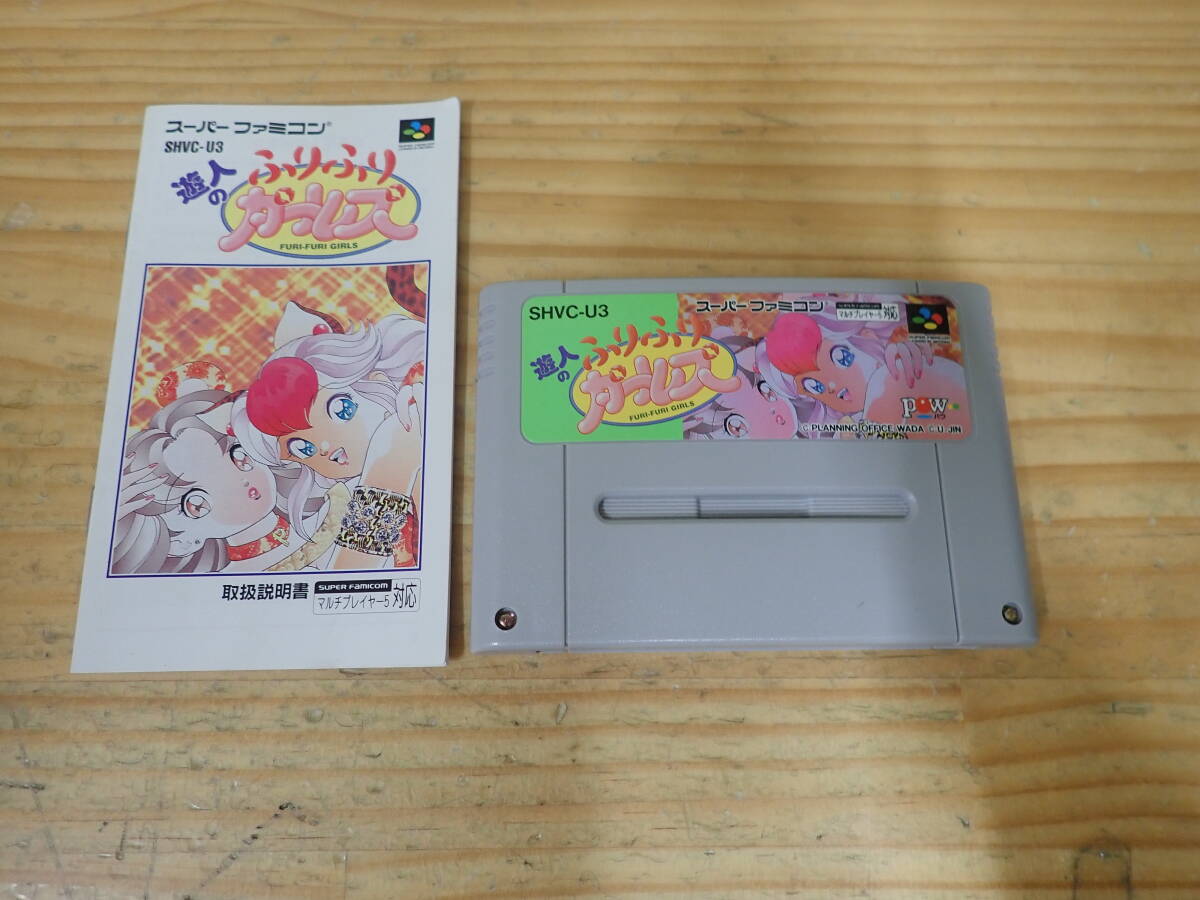 スーパーファミコン®
SHVC-U3
遊人の
ふりふり
ガールズ
FURI-FURI GIRLS
取扱説明書
SUPER FAMICOM
マルチプレイヤー5
対応
SHVC-U3
スーパーファミコン
マルチプレイヤー5
対応
遊人の
ふりふり
ガールズ
FURI-FURI GIRLS
pow
パウ
© PLANNING OFFICE WADA © U.JIN